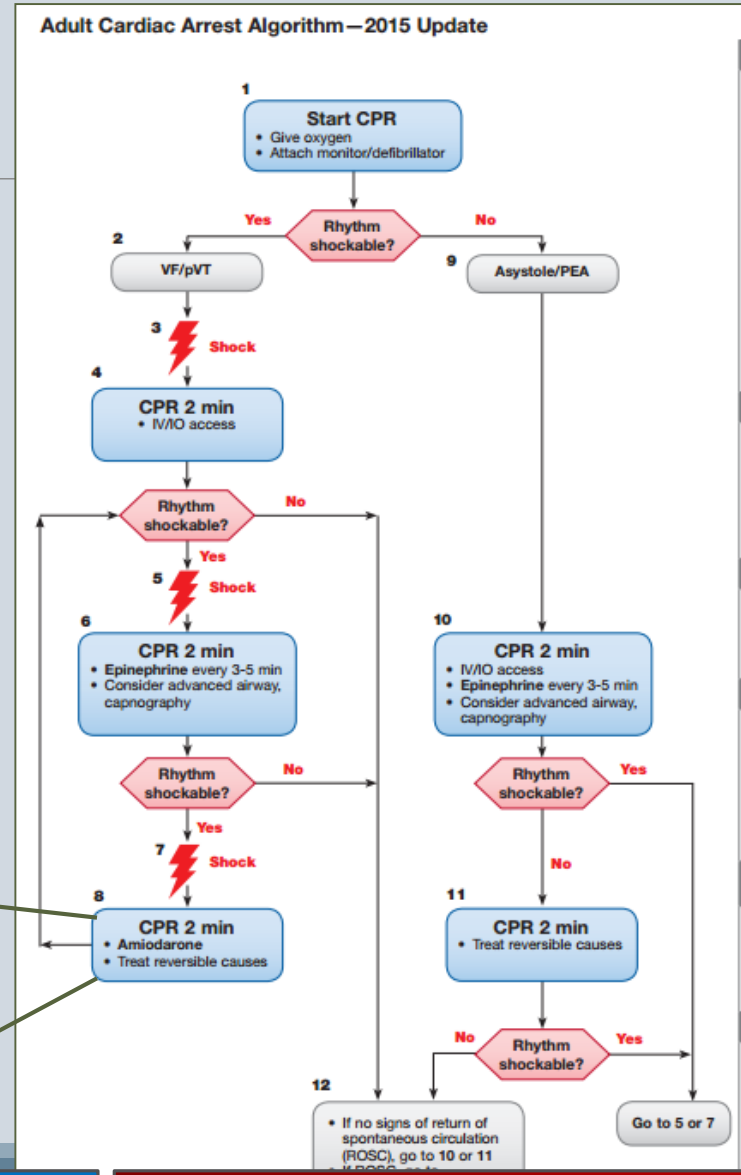 Adult Cardiac Arrest Algorithm—2015 Update
1
Start CPR
• Give oxygen
• Attach monitor/defibrillator
Rhythm
shockable?
Yes
No
2
VF/pVT
9
Asystole/PEA
3
Shock
4
CPR 2 min
• IV/IO access
Rhythm
shockable?
No
Yes
5
Shock
6
CPR 2 min
• Epinephrine every 3-5 min
• Consider advanced airway,
capnography
10
CPR 2 min
• IV/IO access
• Epinephrine every 3-5 min
• Consider advanced airway,
capnography
Rhythm
shockable?
No
Yes
Rhythm
shockable?
Yes
No
7
Shock
8
CPR 2 min
• Amiodarone
• Treat reversible causes
11
CPR 2 min
• Treat reversible causes
Rhythm
shockable?
No
Yes
12
• If no signs of return of
spontaneous circulation
(ROSC), go to 10 or 11
• If ROSC, go to
Go to 5 or 7